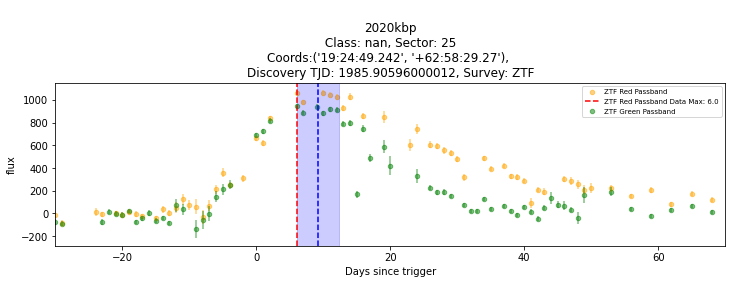 2020kbp
Class: nan, Sector: 25
Coords:('19:24:49.242', '+62:58:29.27'),
Discovery TJD: 1985.90596000012, Survey: ZTF
ZTF Red Passband
ZTF Red Passband Data Max: 6.0
ZTF Green Passband
1000
800
600
400
200
0
−200
flux
−20
0
20
40
60
Days since trigger